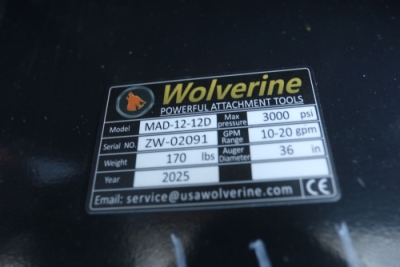 Wolverine
POWERFUL ATTACHMENT TOOLS
Model MAD-12-12D Max pressure 3000 psi
Serial NO. ZW-02091 GPM Range 10-20 gpm
Weight 170 lbs Auger Diameter 36 in
Year 2025
Email: service@usawolverine.com CE